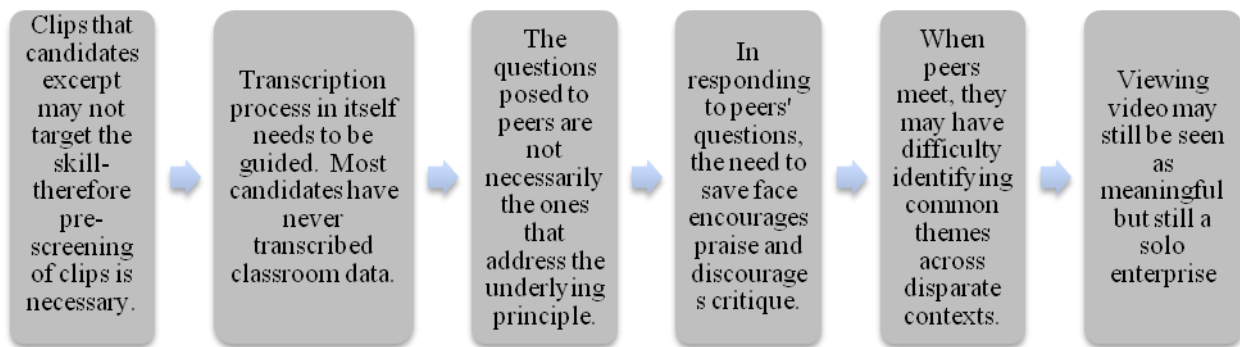 Clips that
candidates
excerpt may
not target the
skill-
therefore
pre-
screening
of clips is
necessary.
Transcription
process in itself
needs to be
guided.  Most
candidates have
never
transcribed
classroom data.
The
questions
posed to
peers are
not
necessarily
the ones
that
address the
underlying
principle.
In
responding
to peers'
questions,
the need to
save face
encourages
praise and
discourage
s critique.
When
peers
meet, they
may have
difficulty
identifying
common
themes
across
disparate
contexts.
Viewing
video may
still be seen
as
meaningful
but still a
solo
enterprise